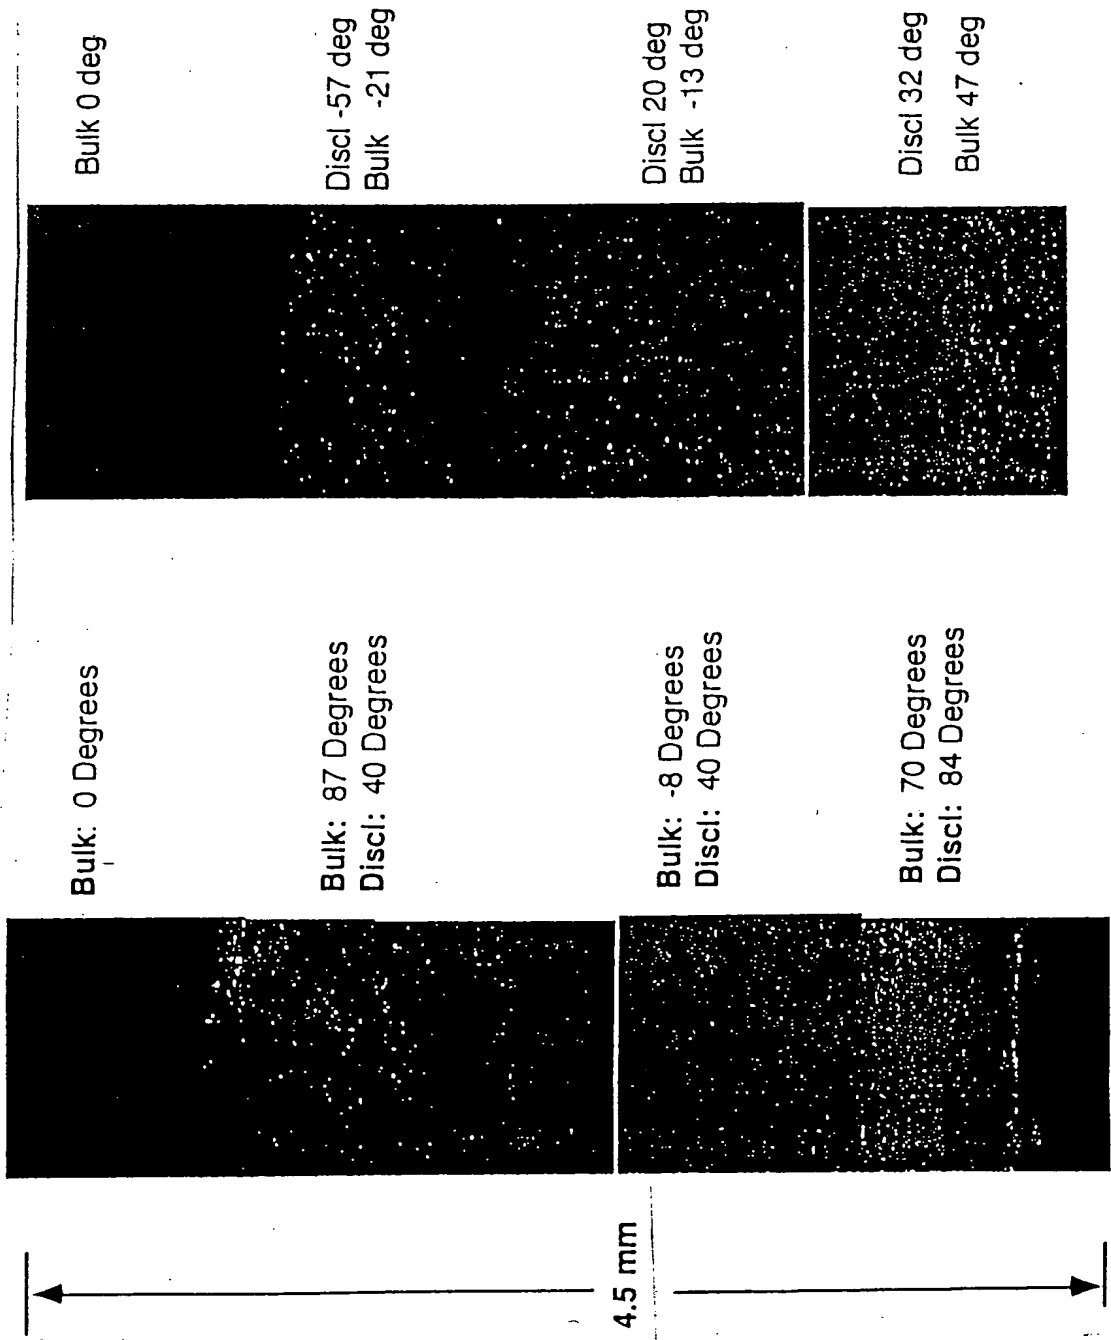 Bulk 0 deg
Discl -57 deg
Bulk -21 deg
Discl 20 deg
Bulk -13 deg
Discl 32 deg
Bulk 47 deg
Bulk: 0 Degrees
Bulk: 87 Degrees
Discl: 40 Degrees
Bulk: -8 Degrees
Discl: 40 Degrees
Bulk: 70 Degrees
Discl: 84 Degrees
4.5 mm